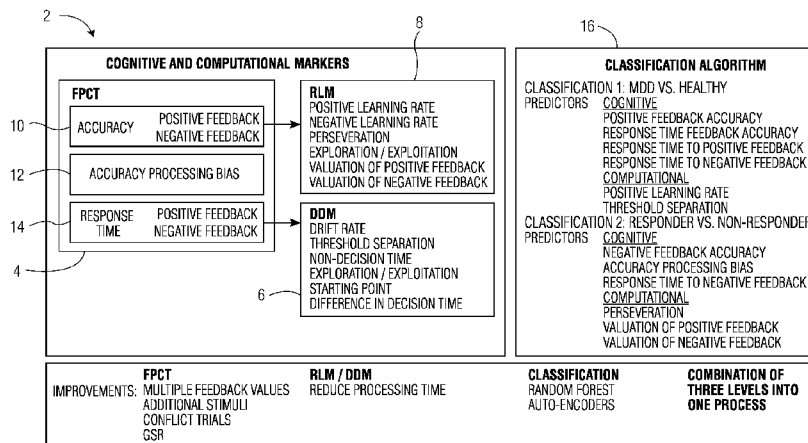 2
8
16
COGNITIVE AND COMPUTATIONAL MARKERS
FPCT
10
ACCURACY
POSITIVE FEEDBACK
NEGATIVE FEEDBACK
12
ACCURACY PROCESSING BIAS
14
RESPONSE
TIME
POSITIVE FEEDBACK
NEGATIVE FEEDBACK
4
RLM
POSITIVE LEARNING RATE
NEGATIVE LEARNING RATE
PERSEVERATION
EXPLORATION / EXPLOITATION
VALUATION OF POSITIVE FEEDBACK
VALUATION OF NEGATIVE FEEDBACK
DDM
DRIFT RATE
THRESHOLD SEPARATION
NON-DECISION TIME
EXPLORATION / EXPLOITATION
STARTING POINT
DIFFERENCE IN DECISION TIME
6
CLASSIFICATION ALGORITHM
CLASSIFICATION 1: MDD VS. HEALTHY
PREDICTORS COGNITIVE
POSITIVE FEEDBACK ACCURACY
RESPONSE TIME FEEDBACK ACCURACY
RESPONSE TIME TO POSITIVE FEEDBACK
RESPONSE TIME TO NEGATIVE FEEDBACK
COMPUTATIONAL
POSITIVE LEARNING RATE
THRESHOLD SEPARATION
CLASSIFICATION 2: RESPONDER VS. NON-RESPONDER
PREDICTORS COGNITIVE
NEGATIVE FEEDBACK ACCURACY
ACCURACY PROCESSING BIAS
RESPONSE TIME TO NEGATIVE FEEDBACK
COMPUTATIONAL
PERSEVERATION
VALUATION OF POSITIVE FEEDBACK
VALUATION OF NEGATIVE FEEDBACK
IMPROVEMENTS:
FPCT
MULTIPLE FEEDBACK VALUES
ADDITIONAL STIMULI
CONFLICT TRIALS
GSR
RLM / DDM
REDUCE PROCESSING TIME
CLASSIFICATION
RANDOM FOREST
AUTO-ENCODERS
COMBINATION OF
THREE LEVELS INTO
ONE PROCESS